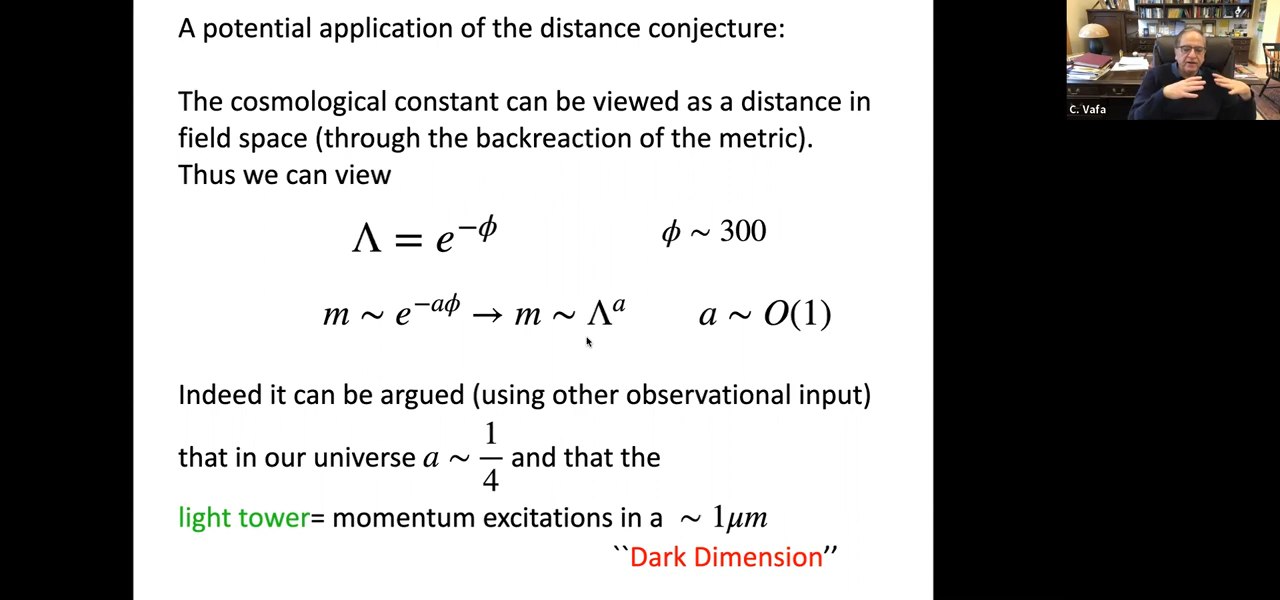 A potential application of the distance conjecture:
The cosmological constant can be viewed as a distance in
field space (through the backreaction of the metric).
Thus we can view
Λ = e^{-ϕ} ϕ ~ 300
m ~ e^{-aϕ} → m ~ Λ^a a ~ O(1)
Indeed it can be argued (using other observational input)
that in our universe a ~ 1/4 and that the
light tower= momentum excitations in a ~ 1μm
``Dark Dimension”
C. Vafa